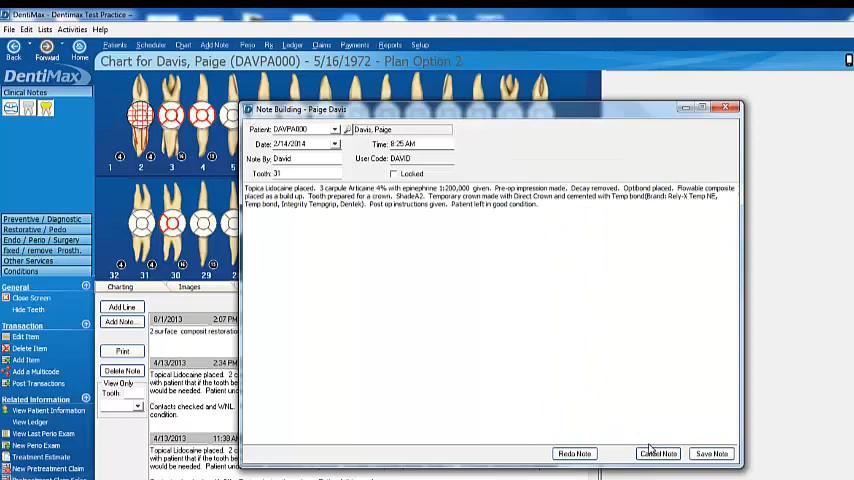 DentiMax - Dentimax Test Practice -
File Edit Lists Activities Help
Back Forward Home
Patients Scheduler Chart Add Note Perio Rx Ledger Claims Payments Reports Setup
DentiMax
Chart for Davis, Paige (DAVPA000) - 5/16/1972 - Plan Option 2
Clinical Notes
1 2 3 4 5
32 31 30 29 28
Preventive / Diagnostic
Restorative / Pedo
Endo / Perio / Surgery
fixed / remove Prosth.
Other Services
Conditions
General
Close Screen
Hide Teeth
Transaction
Edit Item
Delete Item
Add Item
Add a Multicode
Post Transactions
Related Information
View Patient Information
View Ledger
View Last Perio Exam
New Perio Exam
Treatment Estimate
New Pretreatment Claim
Charting Images
Add Line
Add Note...
Print
Delete Note
View Only
Tooth:
8/1/2013 2:07 PM
2 surface composit restoratio
4/13/2013 2:34 PM
Topical Lidocaine placed. 2 c
with patient that if the tooth be
would be needed. Patient und
Contacts checked and WNL.
condition.
4/13/2013 11:38 AM
Topical Lidocaine placed. 2 c
with patient that if the tooth be
Note Building - Paige Davis
Patient: DAVPA000 Davis, Paige
Date: 2/14/2014 Time: 8:25 AM
Note By: David User Code: DAVID
Tooth: 31 Locked
Topica Lidocaine placed. 3 carpule Articaine 4% with epinephrine 1:200,000 given. Pre-op impression made. Decay removed. Optibond placed. Flowable composite
placed as a build up. Tooth prepared for a crown. ShadeA2. Temporary crown made with Direct Crown and cemented with Temp bond(Brand: Rely-X Temp NE,
Temp bond, Integrity Tempgrip, Dentek). Post op instructions given. Patient left in good condition.
Redo Note Cancel Note Save Note